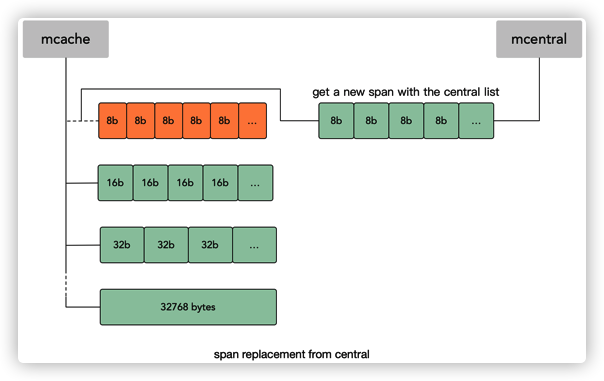 mcache
mcentral
get a new span with the central list
8b 8b 8b 8b 8b ...
8b 8b 8b 8b ...
16b 16b 16b 16b ...
32b 32b 32b ...
32768 bytes
span replacement from central